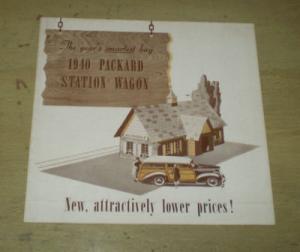 The year's smartest buy
1940 PACKARD
STATION WAGON
New, attractively lower prices!